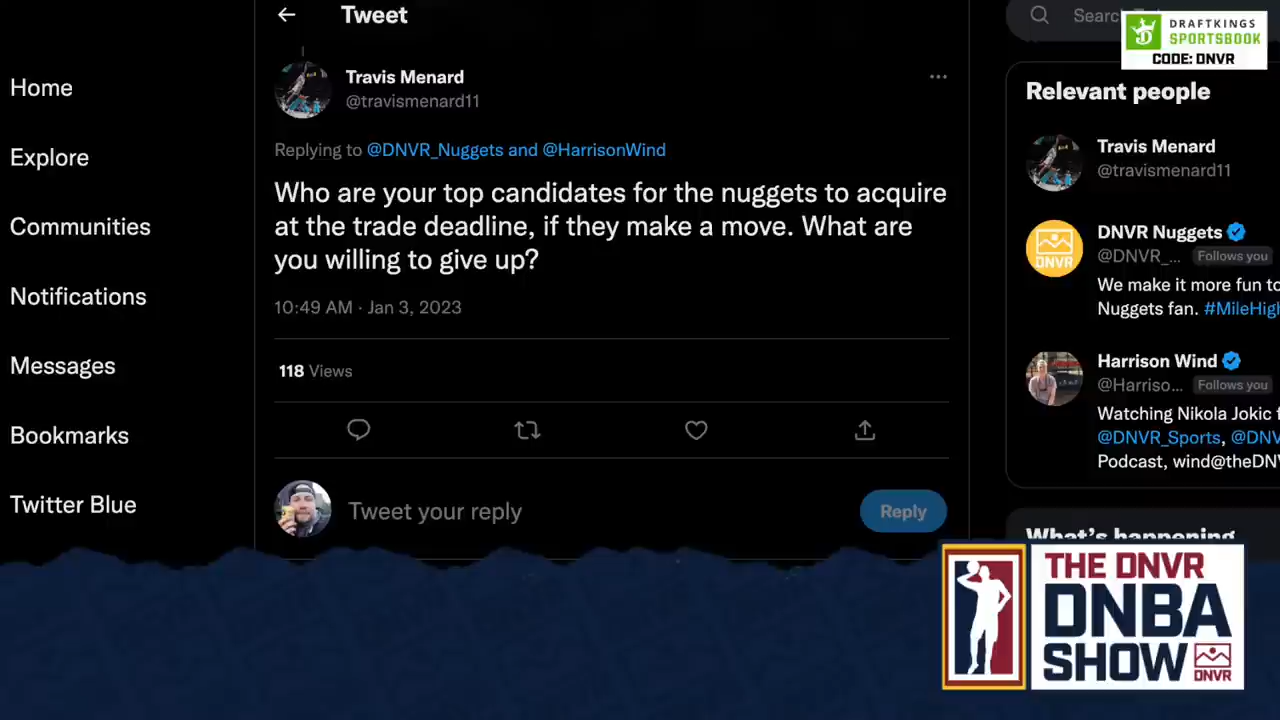 Tweet
Home
Explore
Communities
Notifications
Messages
Bookmarks
Twitter Blue
Travis Menard
@travismenard11
Replying to @DNVR_Nuggets and @HarrisonWind
Who are your top candidates for the nuggets to acquire
at the trade deadline, if they make a move. What are
you willing to give up?
10:49 AM · Jan 3, 2023
118 Views
Tweet your reply
Reply
DRAFTKINGS
SPORTSBOOK
CODE: DNVR
Relevant people
Travis Menard
@travismenard11
DNVR Nuggets
@DNVR_... Follows you
We make it more fun to
Nuggets fan. #MileHigh
DNVR
Harrison Wind
@Harriso... Follows you
Watching Nikola Jokic
@DNVR_Sports, @DNV
Podcast, wind@theDNV
What's happening
THE DNVR
DNBA
SHOW
DNVR